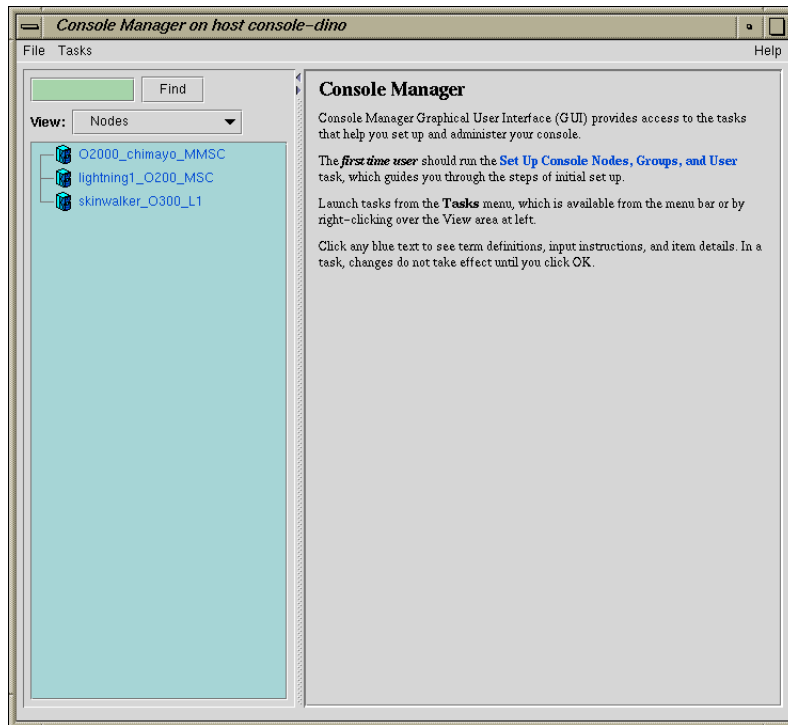 Console Manager on host console-dino
File Tasks Help
Find
View: Nodes
O2000_chimayo_MMSC
lightning1_O200_MSC
skinwalker_O300_L1
Console Manager
Console Manager Graphical User Interface (GUI) provides access to the tasks
that help you set up and administer your console.
The first time user should run the Set Up Console Nodes, Groups, and User
task, which guides you through the steps of initial set up.
Launch tasks from the Tasks menu, which is available from the menu bar or by
right-clicking over the View area at left.
Click any blue text to see term definitions, input instructions, and item details. In a
task, changes do not take effect until you click OK.